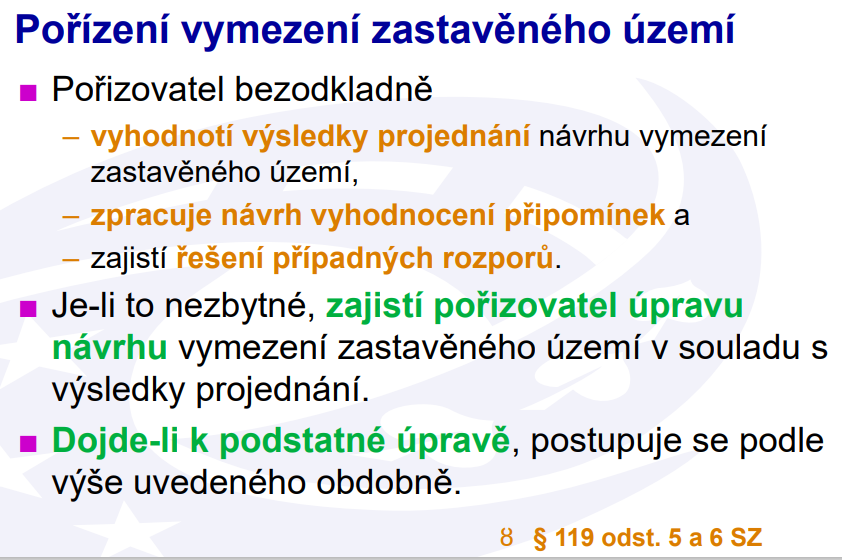 Pořízení vymezení zastavěného území
■ Pořizovatel bezodkladně
– vyhodnotí výsledky projednání návrhu vymezení
zastavěného území,
– zpracuje návrh vyhodnocení připomínek a
– zajistí řešení případných rozporů.
■ Je-li to nezbytné, zajistí pořizovatel úpravu
návrhu vymezení zastavěného území v souladu s
výsledky projednání.
■ Dojde-li k podstatné úpravě, postupuje se podle
výše uvedeného obdobně.
8 § 119 odst. 5 a 6 SZ